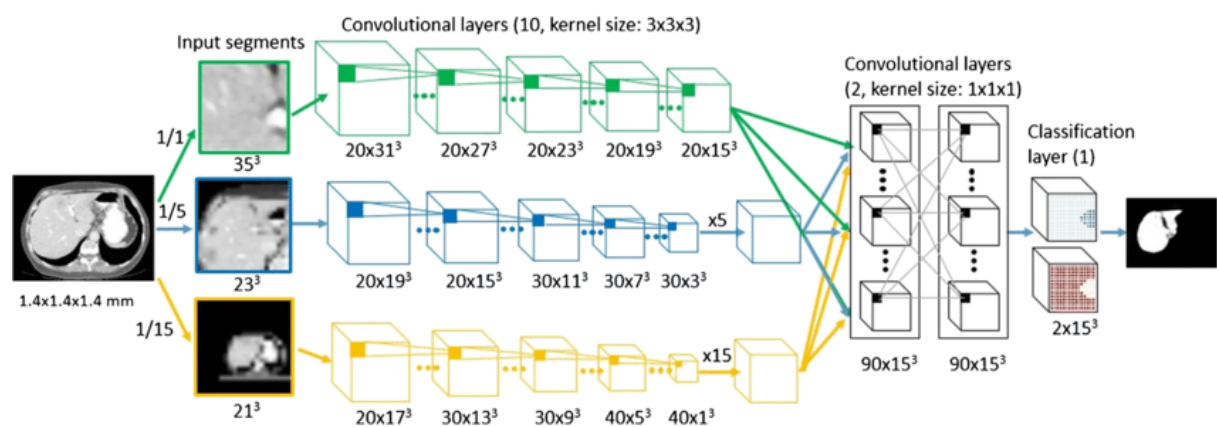 Convolutional layers (10, kernel size: 3x3x3)
Input segments
Convolutional layers
(2, kernel size: 1x1x1)
Classification
layer (1)
1/1
35³
20x31³ 20x27³ 20x23³ 20x19³ 20x15³
1/5
x5
23³
20x19³ 20x15³ 30x11³ 30x7³ 30x3³
1.4x1.4x1.4 mm
1/15
x15
21³
20x17³ 30x13³ 30x9³ 40x5³ 40x1³
90x15³ 90x15³
2x15³